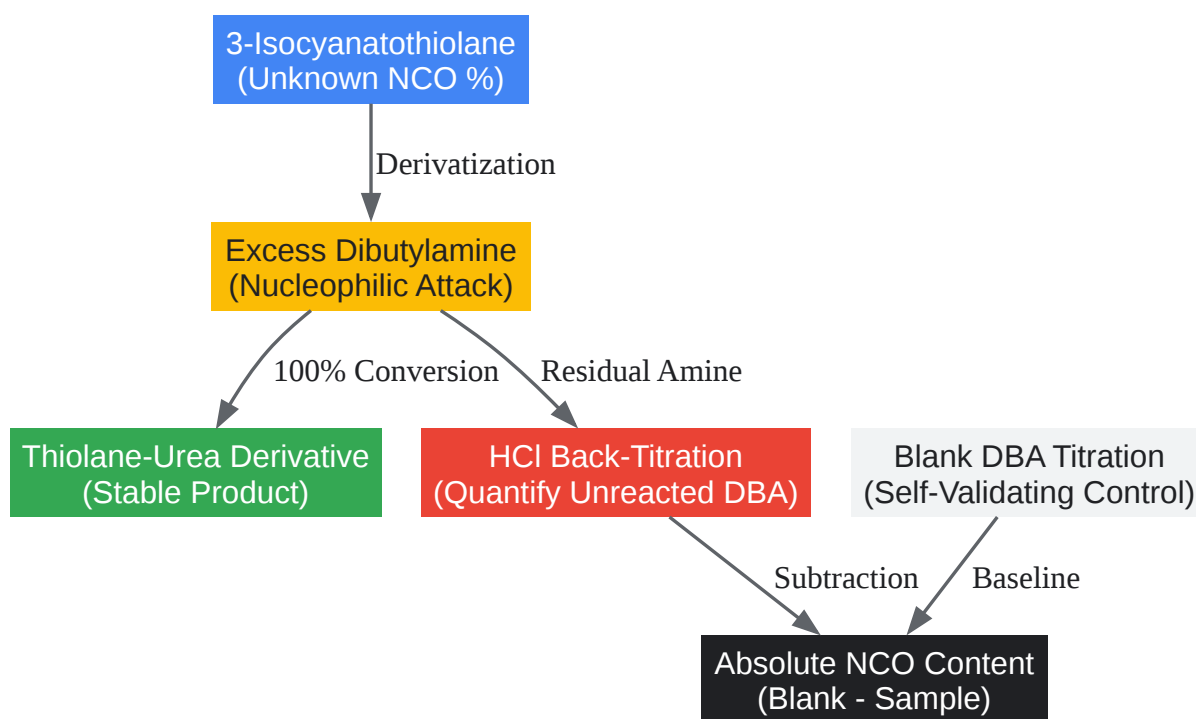 3-Isocyanatothiolane
(Unknown NCO %)
Derivatization
Excess Dibutylamine
(Nucleophilic Attack)
100% Conversion
Residual Amine
Thiolane-Urea Derivative
(Stable Product)
HCl Back-Titration
(Quantify Unreacted DBA)
Blank DBA Titration
(Self-Validating Control)
Subtraction
Baseline
Absolute NCO Content
(Blank - Sample)